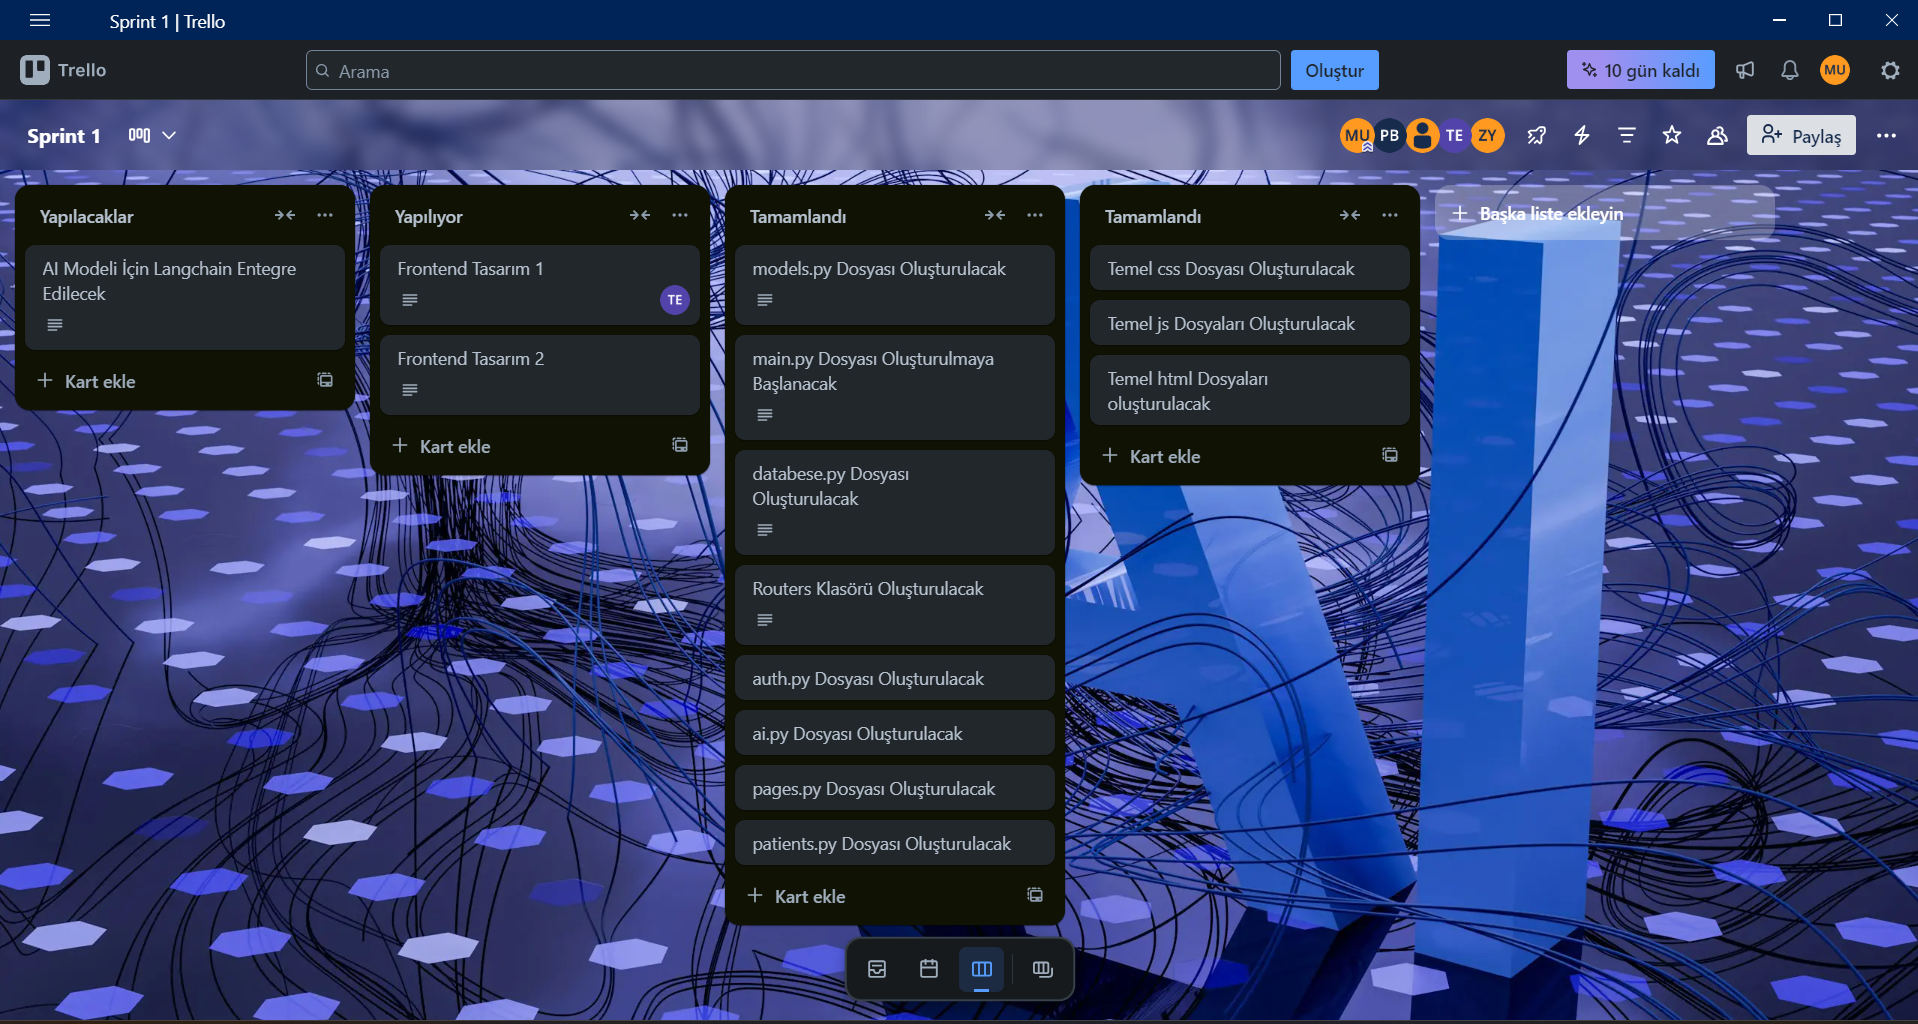 Sprint 1 | Trello
Trello
Arama
Oluştur
10 gün kaldı
MU
Sprint 1
MU
PB
TE
ZY
Paylaş
Yapılacaklar
AI Modeli İçin Langchain Entegre
Edilecek
Kart ekle
Yapılıyor
Frontend Tasarım 1
TE
Frontend Tasarım 2
Kart ekle
Tamamlandı
models.py Dosyası Oluşturulacak
main.py Dosyası Oluşturulmaya
Başlanacak
databese.py Dosyası
Oluşturulacak
Routers Klasörü Oluşturulacak
auth.py Dosyası Oluşturulacak
ai.py Dosyası Oluşturulacak
pages.py Dosyası Oluşturulacak
patients.py Dosyası Oluşturulacak
Kart ekle
Tamamlandı
Temel css Dosyası Oluşturulacak
Temel js Dosyaları Oluşturulacak
Temel html Dosyaları
oluşturulacak
Kart ekle
Başka liste ekleyin